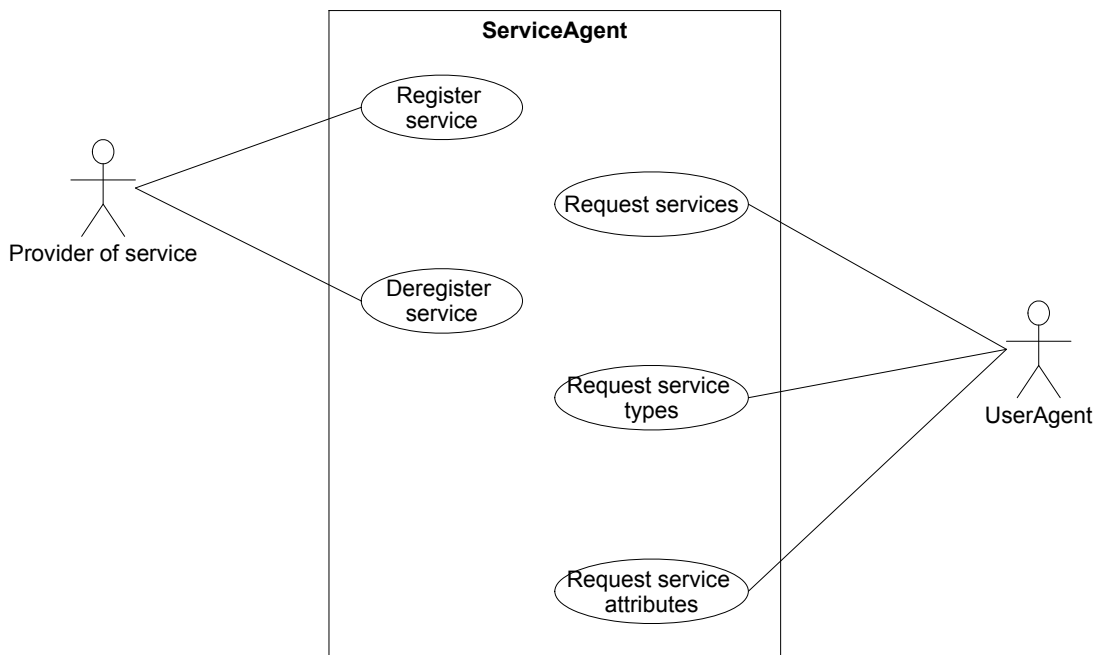 ServiceAgent
Register
service
Request services
Provider of service
Deregister
service
Request service
types
UserAgent
Request service
attributes